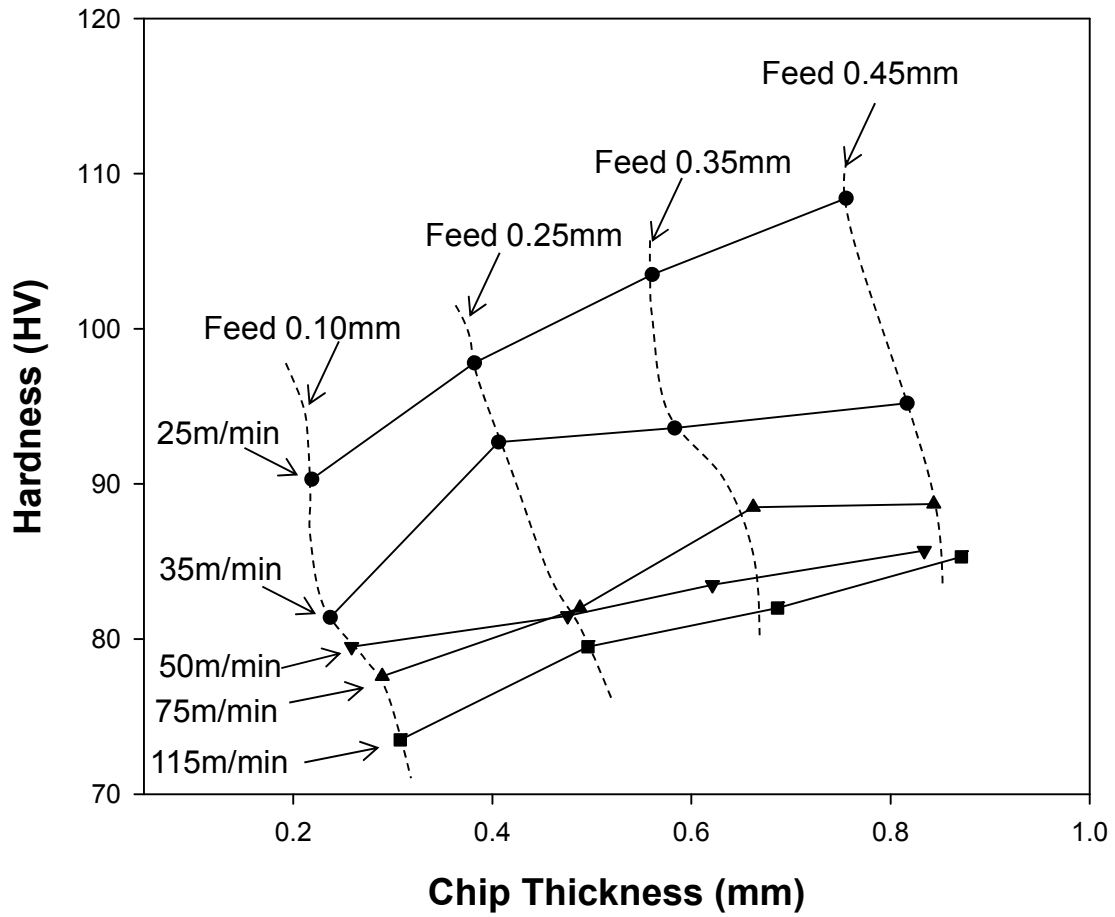 120
110
100
90
80
70
Hardness (HV)
Feed 0.45mm
Feed 0.35mm
Feed 0.25mm
Feed 0.10mm
25m/min
35m/min
50m/min
75m/min
115m/min
0.2 0.4 0.6 0.8 1.0
Chip Thickness (mm)